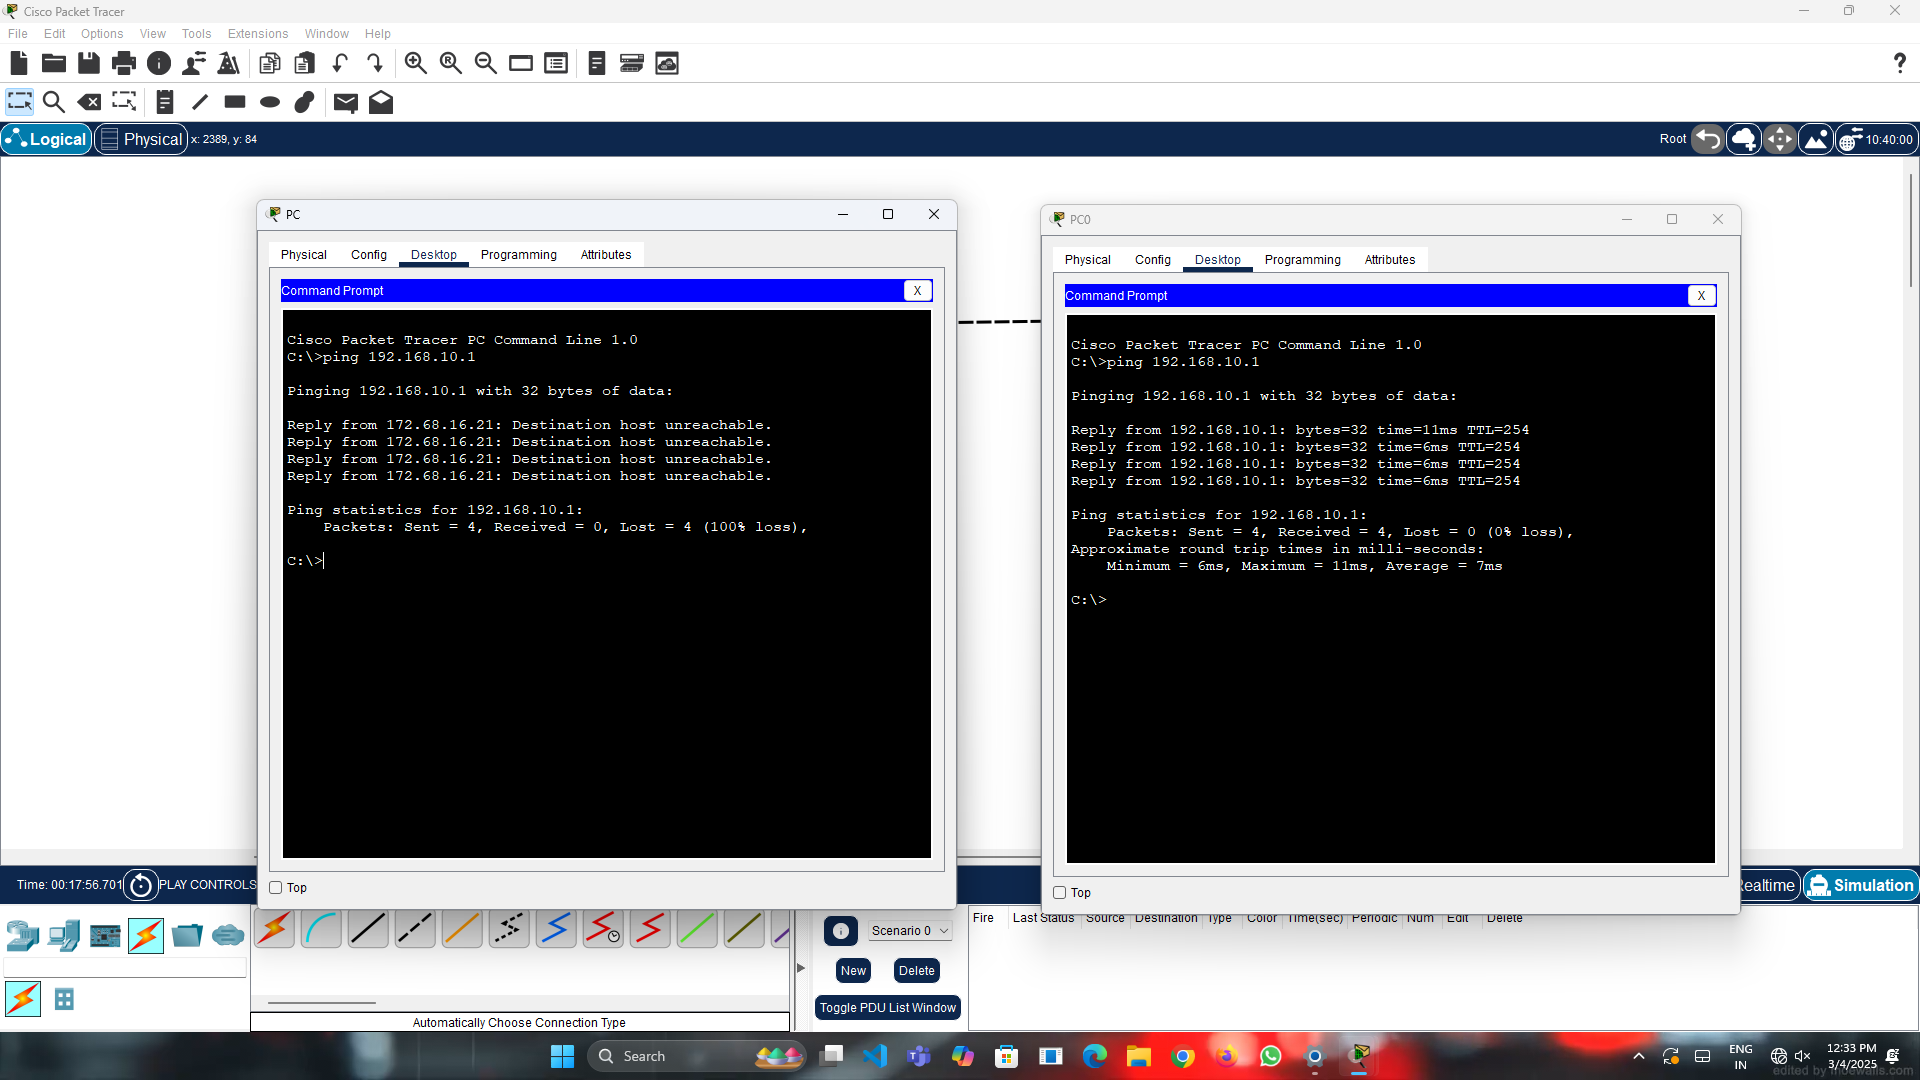 Cisco Packet Tracer
File Edit Options View Tools Extensions Window Help
Logical Physical x: 2389, y: 84 Root 10:40:00
PC
Physical Config Desktop Programming Attributes
Command Prompt X
Cisco Packet Tracer PC Command Line 1.0
C:\>ping 192.168.10.1
Pinging 192.168.10.1 with 32 bytes of data:
Reply from 172.68.16.21: Destination host unreachable.
Reply from 172.68.16.21: Destination host unreachable.
Reply from 172.68.16.21: Destination host unreachable.
Reply from 172.68.16.21: Destination host unreachable.
Ping statistics for 192.168.10.1:
Packets: Sent = 4, Received = 0, Lost = 4 (100% loss),
C:\>
Top
PC0
Physical Config Desktop Programming Attributes
Command Prompt X
Cisco Packet Tracer PC Command Line 1.0
C:\>ping 192.168.10.1
Pinging 192.168.10.1 with 32 bytes of data:
Reply from 192.168.10.1: bytes=32 time=11ms TTL=254
Reply from 192.168.10.1: bytes=32 time=6ms TTL=254
Reply from 192.168.10.1: bytes=32 time=6ms TTL=254
Reply from 192.168.10.1: bytes=32 time=6ms TTL=254
Ping statistics for 192.168.10.1:
Packets: Sent = 4, Received = 4, Lost = 0 (0% loss),
Approximate round trip times in milli-seconds:
Minimum = 6ms, Maximum = 11ms, Average = 7ms
C:\>
Top
Time: 00:17:56.701 PLAY CONTROLS
ealtime Simulation
Scenario 0
New Delete
Toggle PDU List Window
Fire Last Status Source Destination Type Color Time(sec) Periodic Num Edit Delete
Automatically Choose Connection Type
Search
ENG
IN
12:33 PM
3/4/2025
edited by moewalls.com